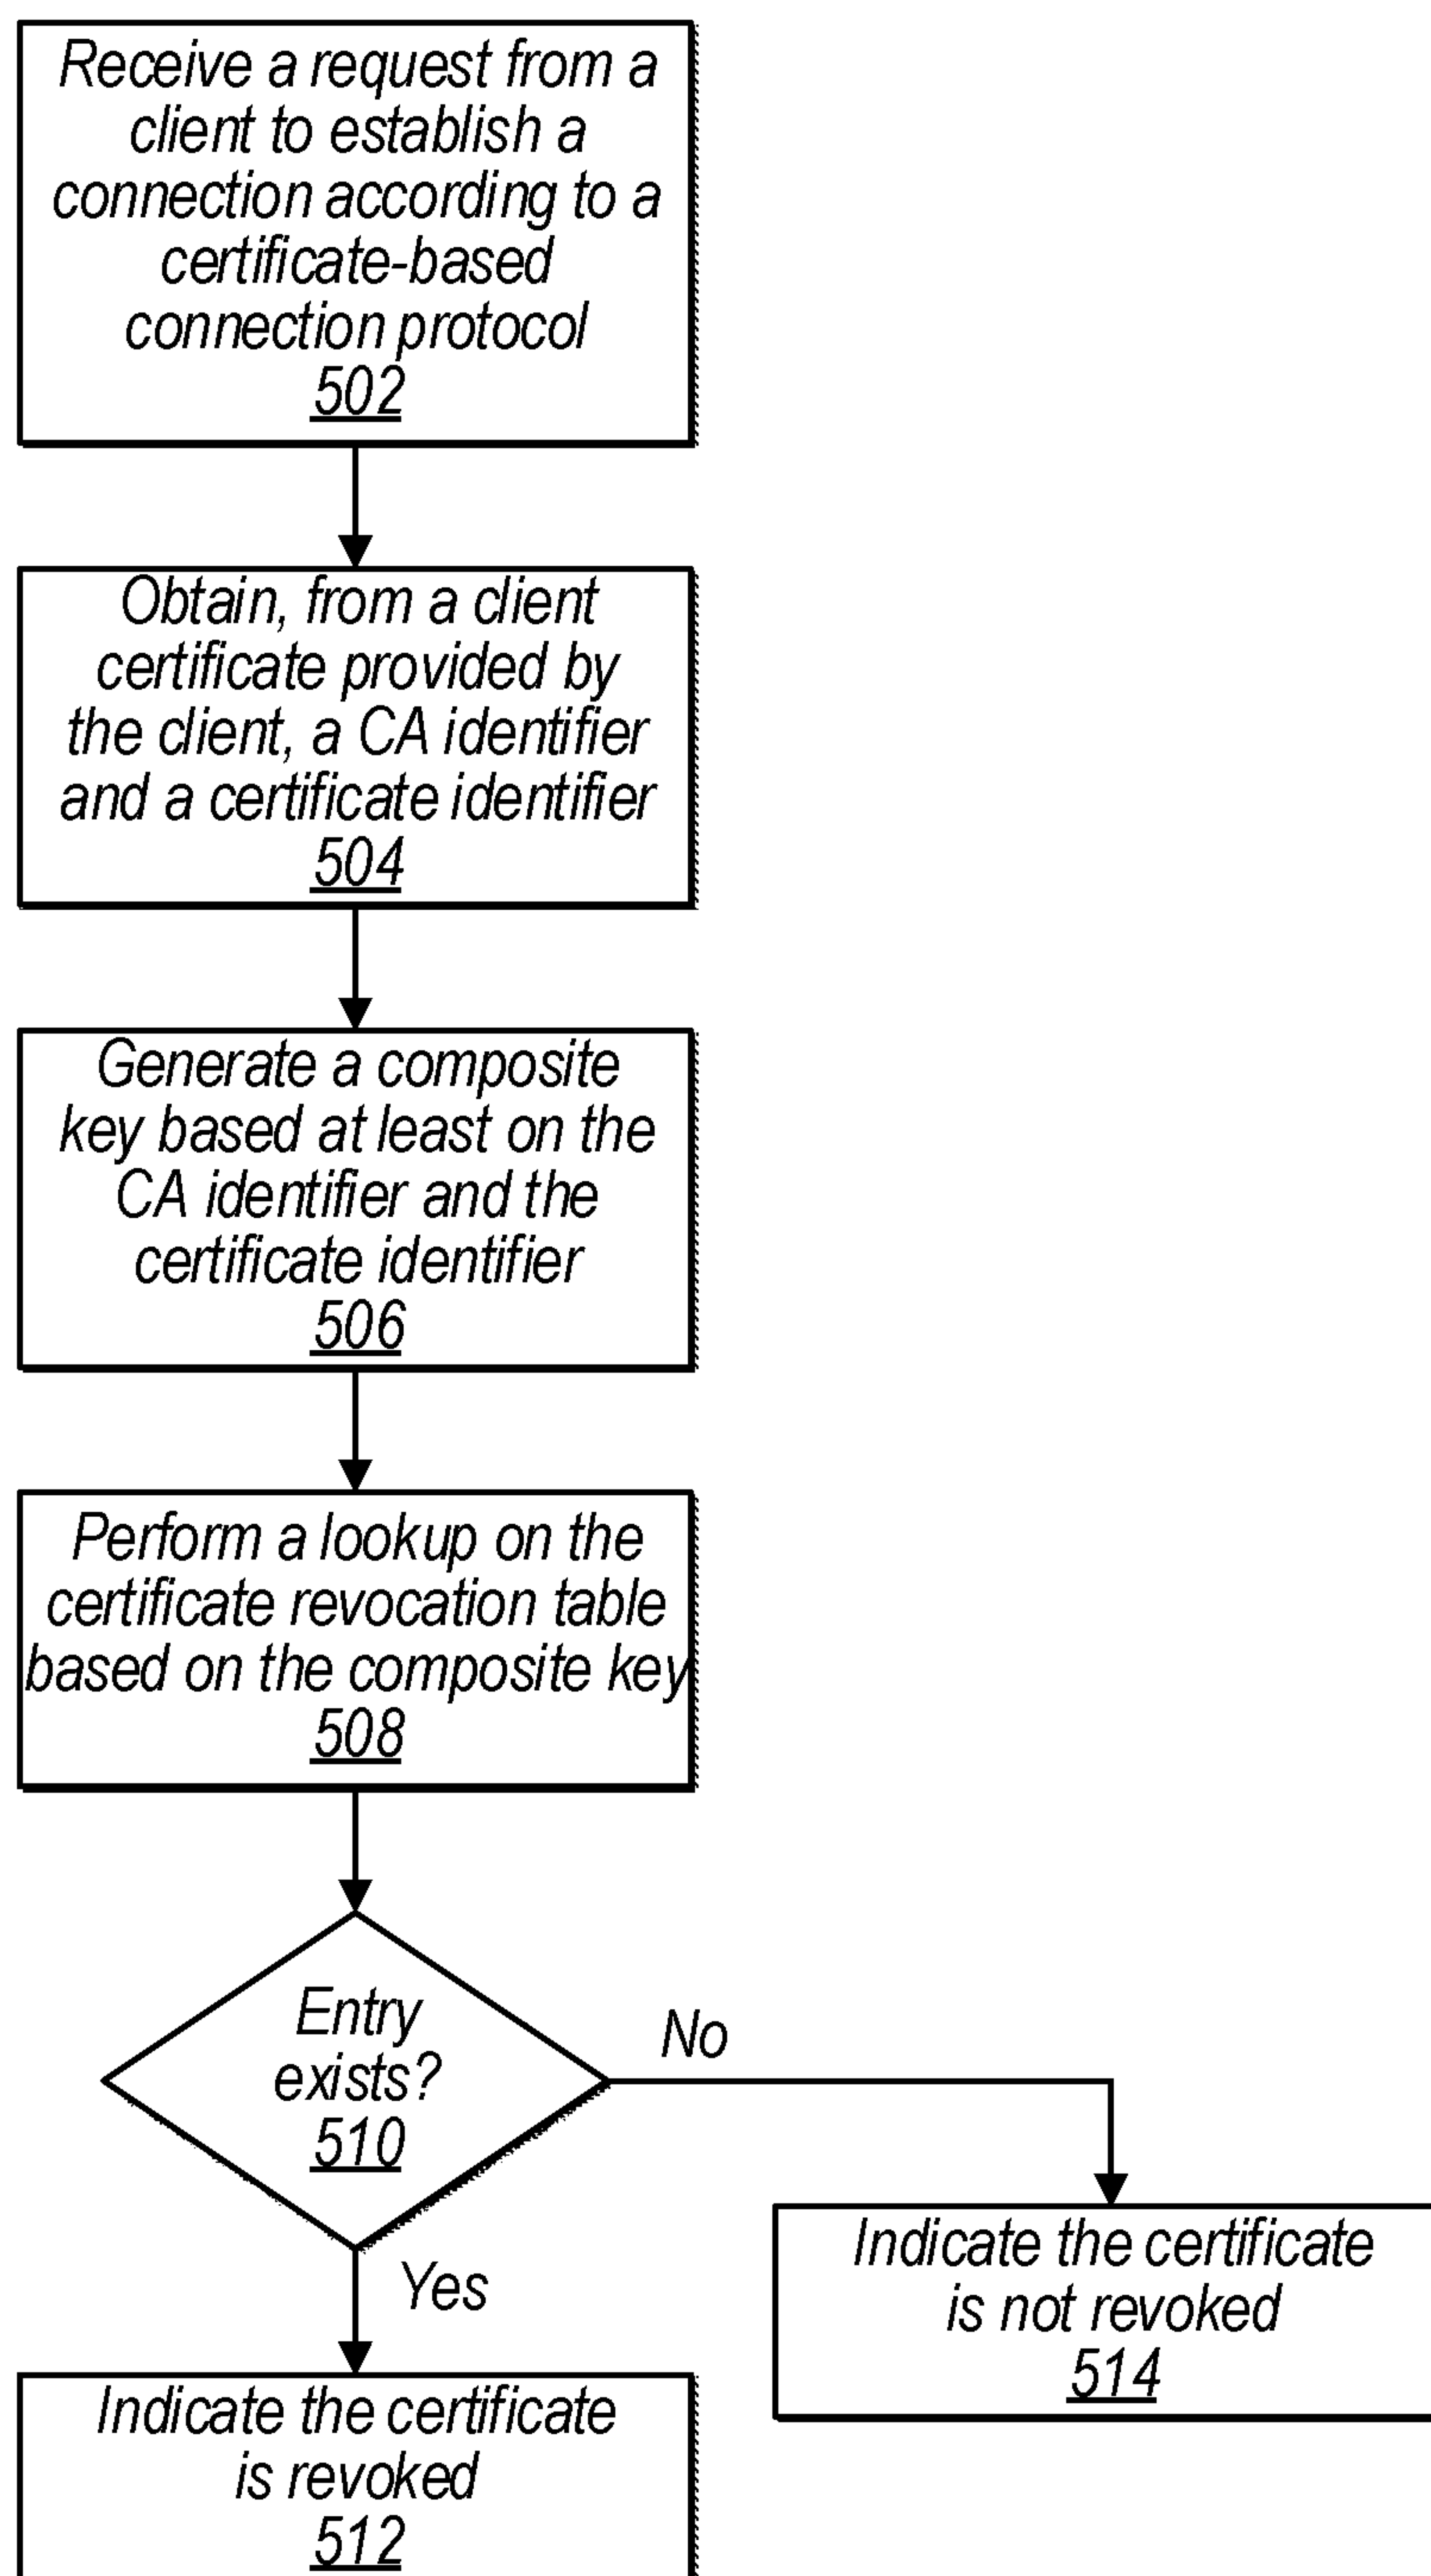 Receive a request from a
client to establish a
connection according to a
certificate-based
connection protocol
502
Obtain, from a client
certificate provided by
the client, a CA identifier
and a certificate identifier
504
Generate a composite
key based at least on the
CA identifier and the
certificate identifier
506
Perform a lookup on the
certificate revocation table
based on the composite key
508
Entry
exists?
510
No
Yes
Indicate the certificate
is not revoked
514
Indicate the certificate
is revoked
512